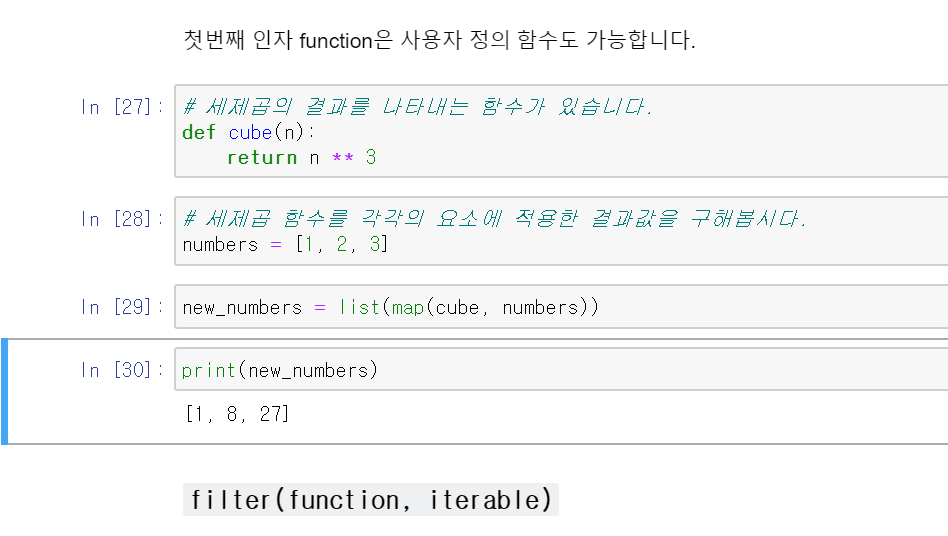 첫번째 인자 function은 사용자 정의 함수도 가능합니다.
In [27]: # 세제곱의 결과를 나타내는 함수가 있습니다.
def cube(n):
    return n ** 3
In [28]: # 세제곱 함수를 각각의 요소에 적용한 결과값을 구해봅시다.
numbers = [1, 2, 3]
In [29]: new_numbers = list(map(cube, numbers))
In [30]: print(new_numbers)
[1, 8, 27]
filter(function, iterable)